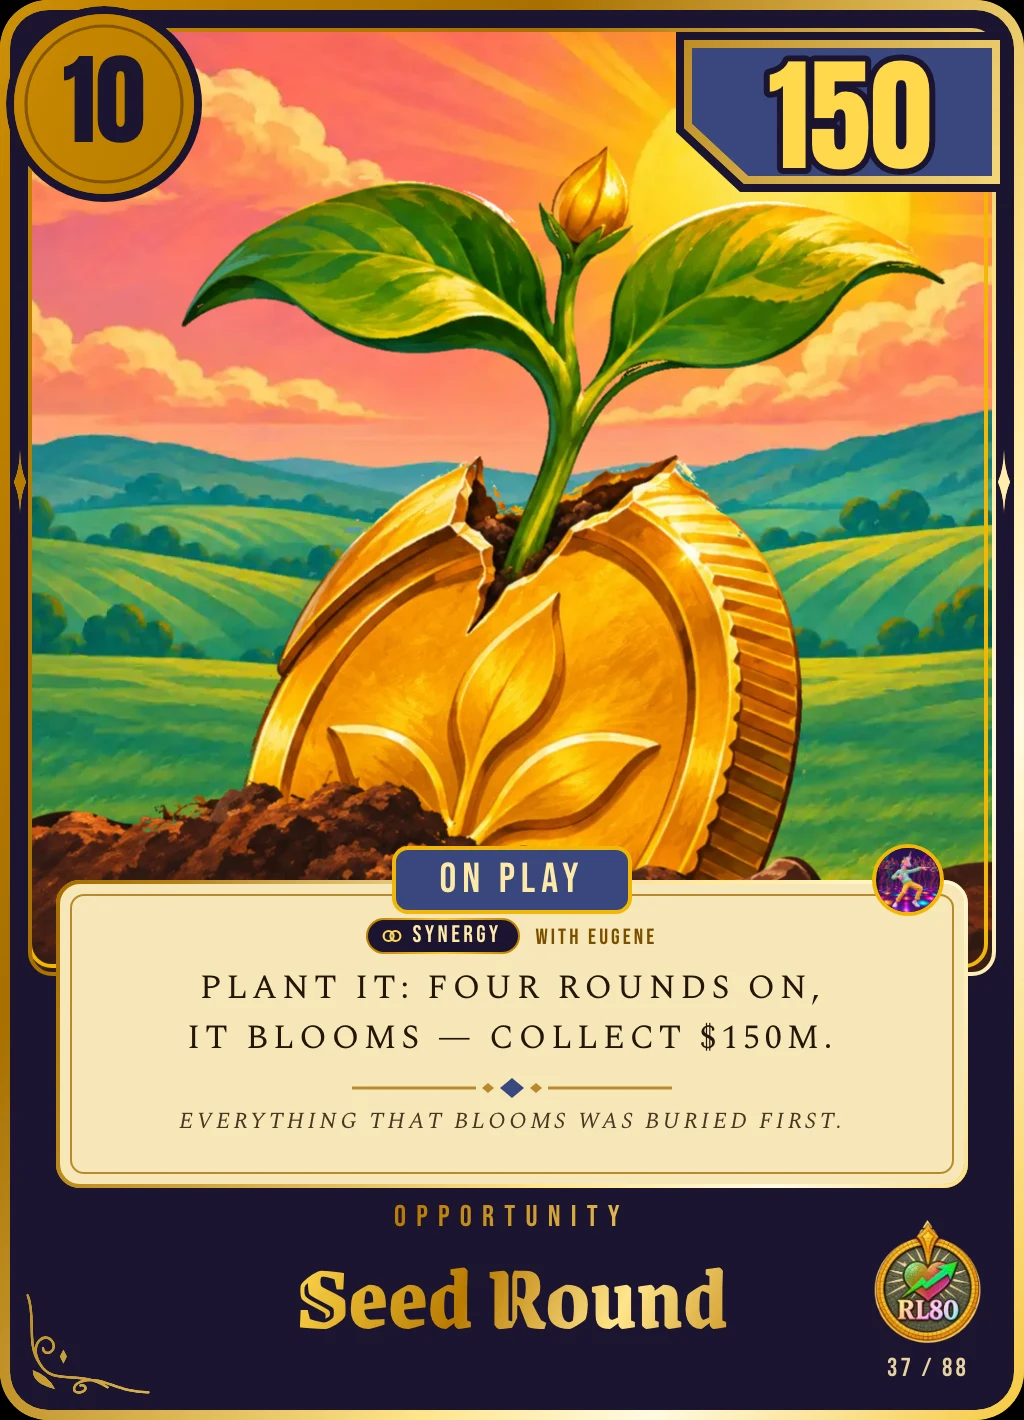 10
150
ON PLAY
SYNERGY WITH EUGENE
PLANT IT: FOUR ROUNDS ON,
IT BLOOMS — COLLECT $150M.
EVERYTHING THAT BLOOMS WAS BURIED FIRST.
OPPORTUNITY
Seed Round
RL80
37 / 88